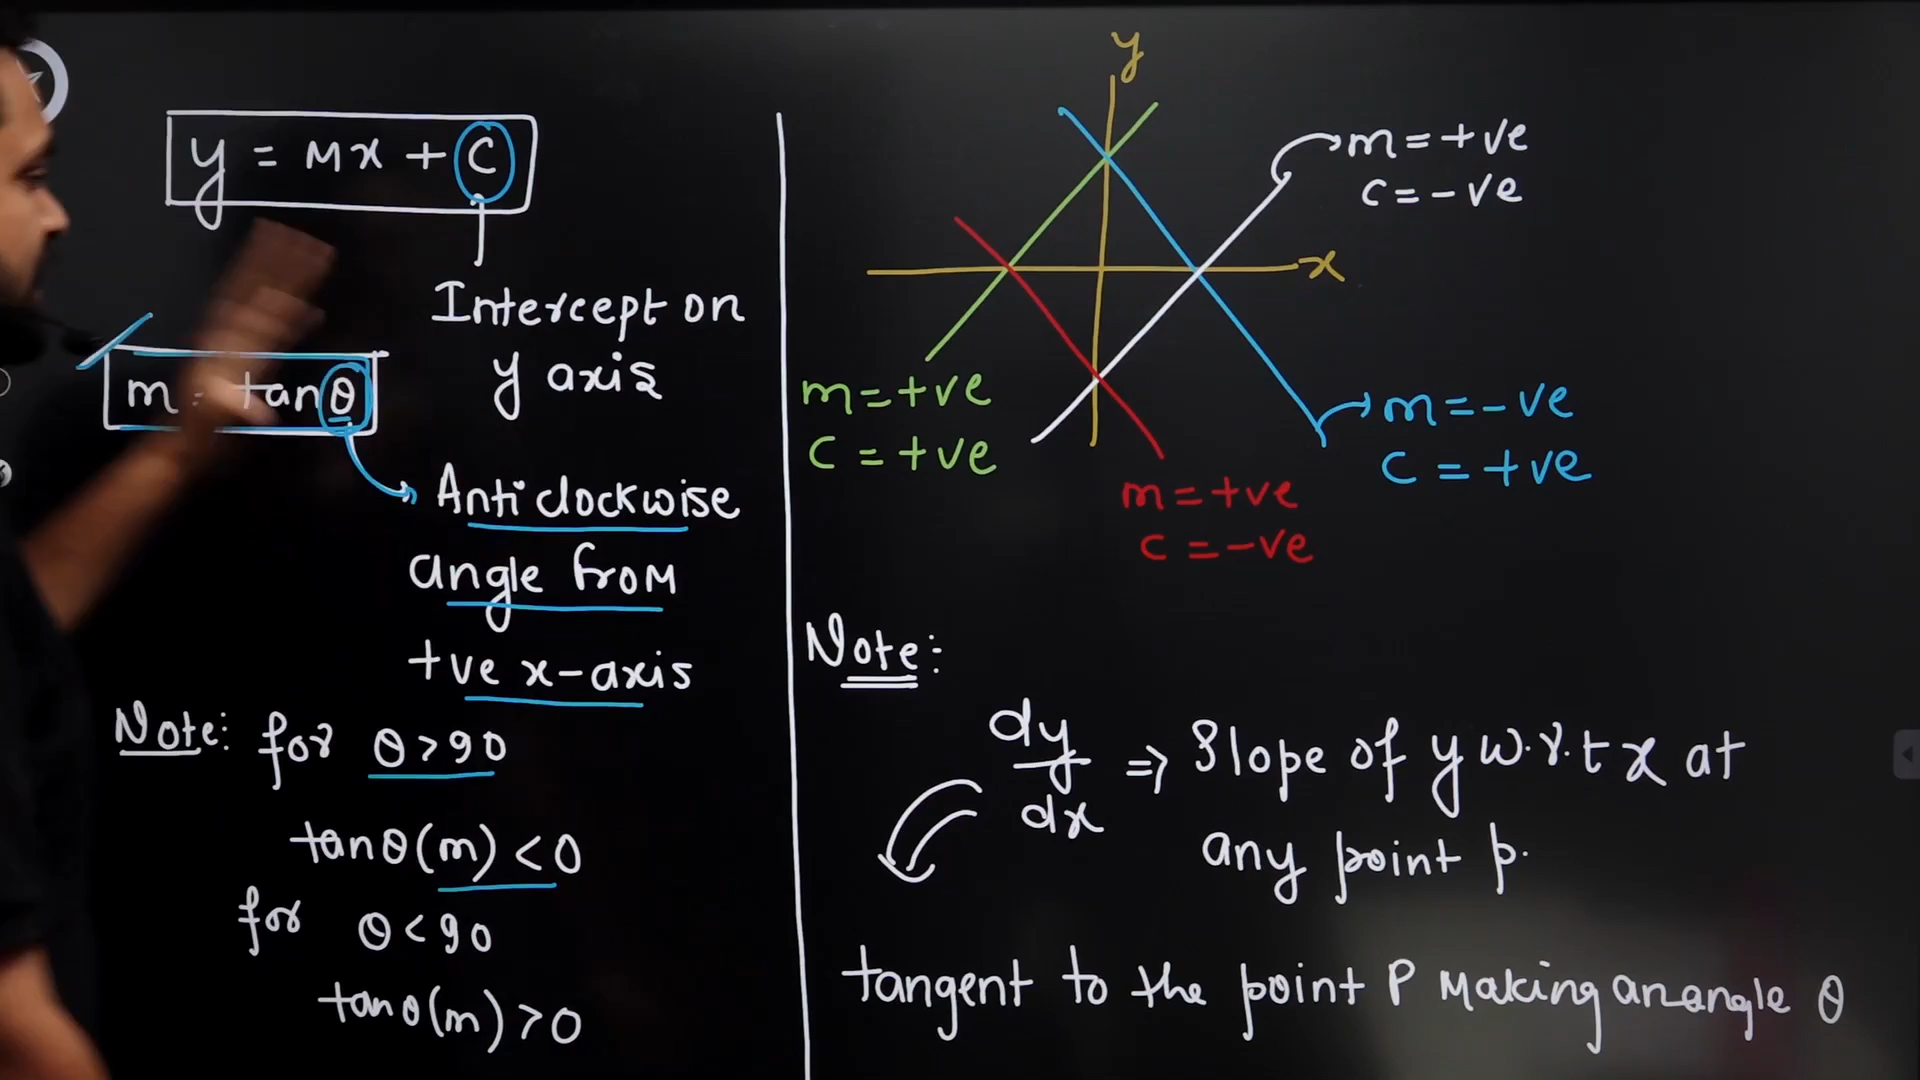 y = mx + c
Intercept on
y axis
m = tanθ
Anticlockwise
angle from
+ve x-axis
Note: for θ > 90
tanθ(m) < 0
for θ < 90
tanθ(m) > 0
y
x
m = +ve
c = -ve
m = +ve
c = +ve
m = -ve
c = +ve
m = +ve
c = -ve
Note:
dy/dx ⇒ Slope of y w.r.t x at
any point p.
tangent to the point P making an angle θ